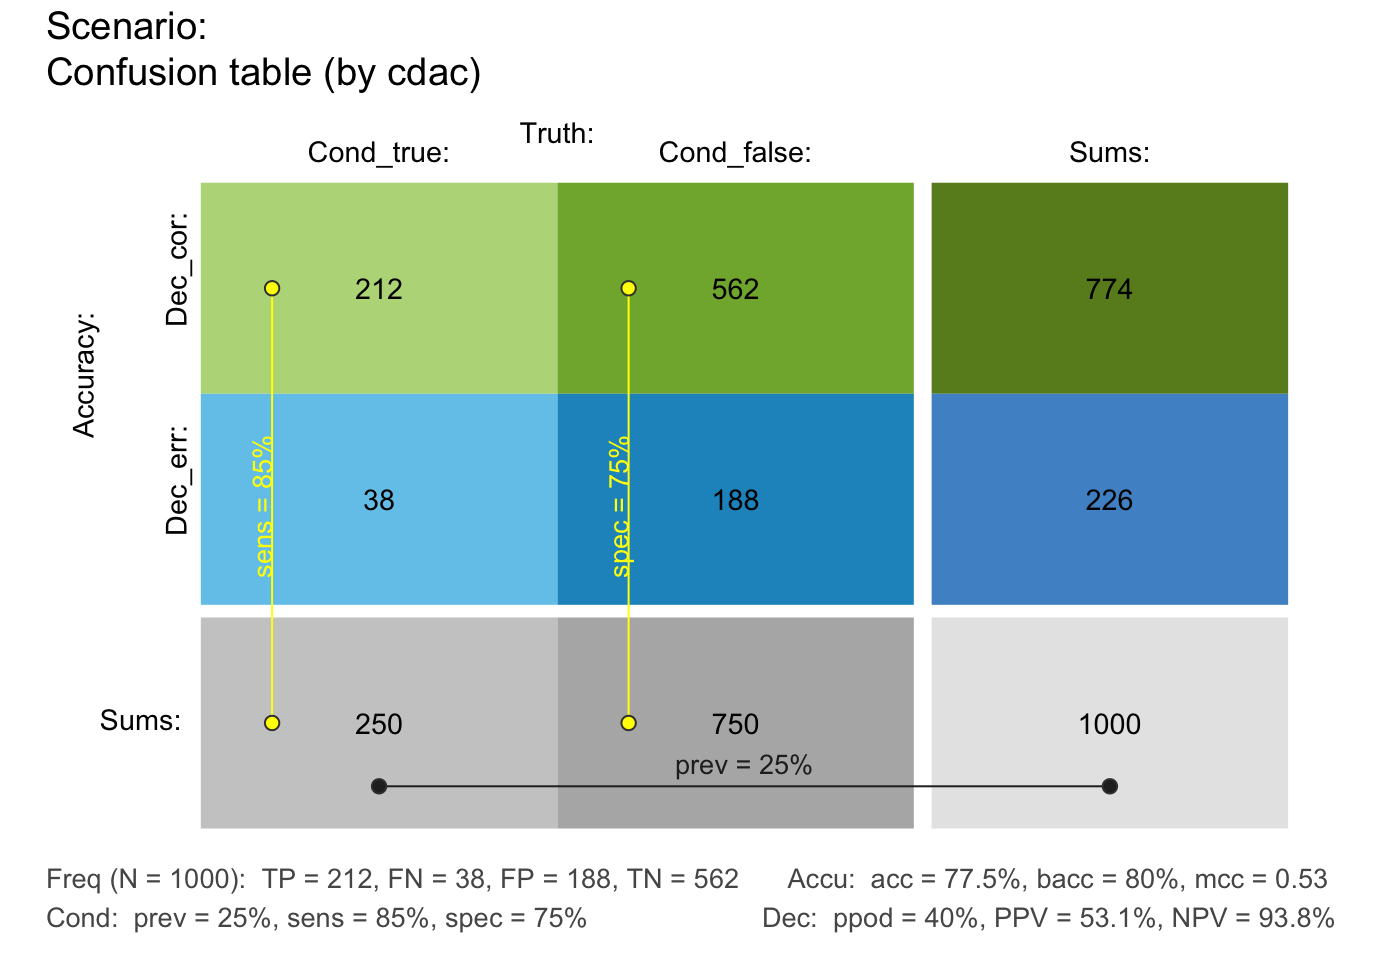 Scenario:
Confusion table (by cdac)
Truth:
Cond_true: Cond_false: Sums:
Accuracy:
Dec_cor:
212 562 774
Dec_err:
sens = 85%
spec = 75%
38 188 226
Sums:
250 750 1000
prev = 25%
Freq (N = 1000): TP = 212, FN = 38, FP = 188, TN = 562 Accu: acc = 77.5%, bacc = 80%, mcc = 0.53
Cond: prev = 25%, sens = 85%, spec = 75% Dec: ppod = 40%, PPV = 53.1%, NPV = 93.8%